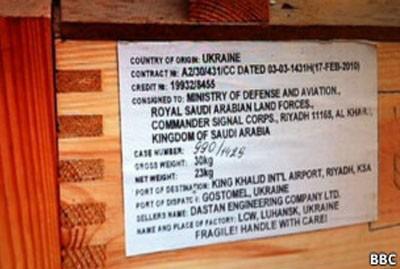 COUNTRY OF ORIGIN: UKRAINE
CONTRACT №: A2/30/431/CC DATED 03-03-1431H(17-FEB-2010)
CREDIT №: 19932/8455
CONSIGNED TO: MINISTRY OF DEFENSE AND AVIATION.,
ROYAL SAUDI ARABIAN LAND FORCES.,
COMMANDER SIGNAL CORPS., RIYADH 11165, AL
KINGDOM OF SAUDI ARABIA
CASE NUMBER: 990/1425
GROSS WEIGHT: 30kg
NET WEIGHT: 23kg
PORT OF DESTINATION: KING KHALID INT'L AIRPORT, RIYADH, KSA
PORT OF DISPATCH: GOSTOMEL, UKRAINE
SELLERS NAME: DASTAN ENGINEERING COMPANY LTD.
NAME AND PLACE OF FACTORY: LCW, LUHANSK, UKRAINE
FRAGILE! HANDLE WITH CARE!
BBC